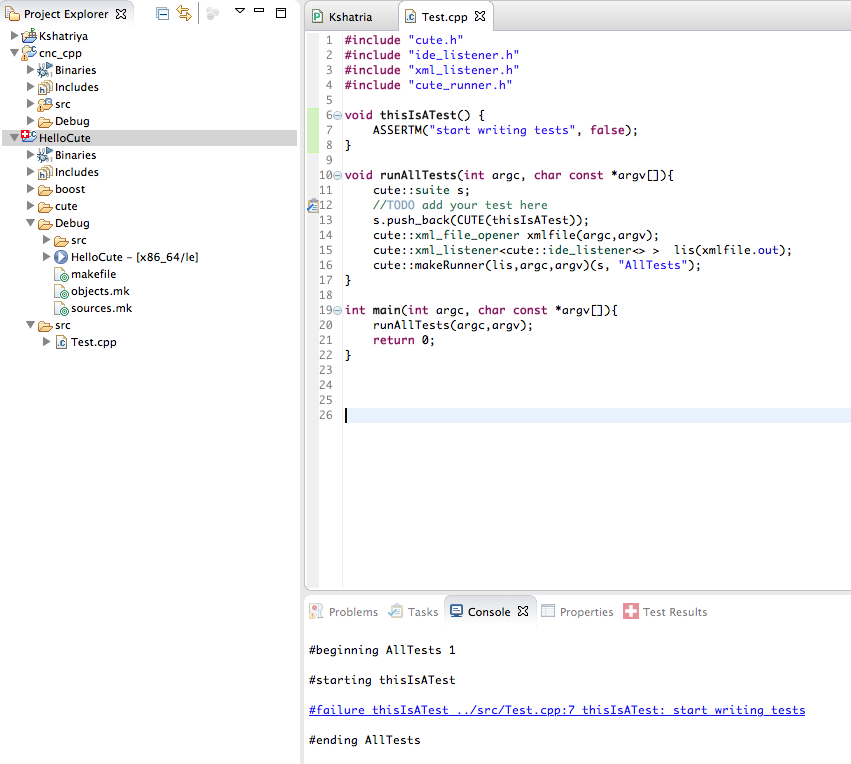 Project Explorer
Kshatriya
cnc_cpp
Binaries
Includes
src
Debug
HelloCute
Binaries
Includes
boost
cute
Debug
src
HelloCute – [x86_64/le]
makefile
objects.mk
sources.mk
src
Test.cpp
Kshatria Test.cpp
1 #include "cute.h"
2 #include "ide_listener.h"
3 #include "xml_listener.h"
4 #include "cute_runner.h"
5
6 void thisIsATest() {
7 ASSERTM("start writing tests", false);
8 }
9
10 void runAllTests(int argc, char const *argv[]){
11 cute::suite s;
12 //TODO add your test here
13 s.push_back(CUTE(thisIsATest));
14 cute::xml_file_opener xmlfile(argc,argv);
15 cute::xml_listener<cute::ide_listener<> > lis(xmlfile.out);
16 cute::makeRunner(lis,argc,argv)(s, "AllTests");
17 }
18
19 int main(int argc, char const *argv[]){
20 runAllTests(argc,argv);
21 return 0;
22 }
23
24
25
26
Problems Tasks Console Properties Test Results
#beginning AllTests 1
#starting thisIsATest
#failure thisIsATest ../src/Test.cpp:7 thisIsATest: start writing tests
#ending AllTests